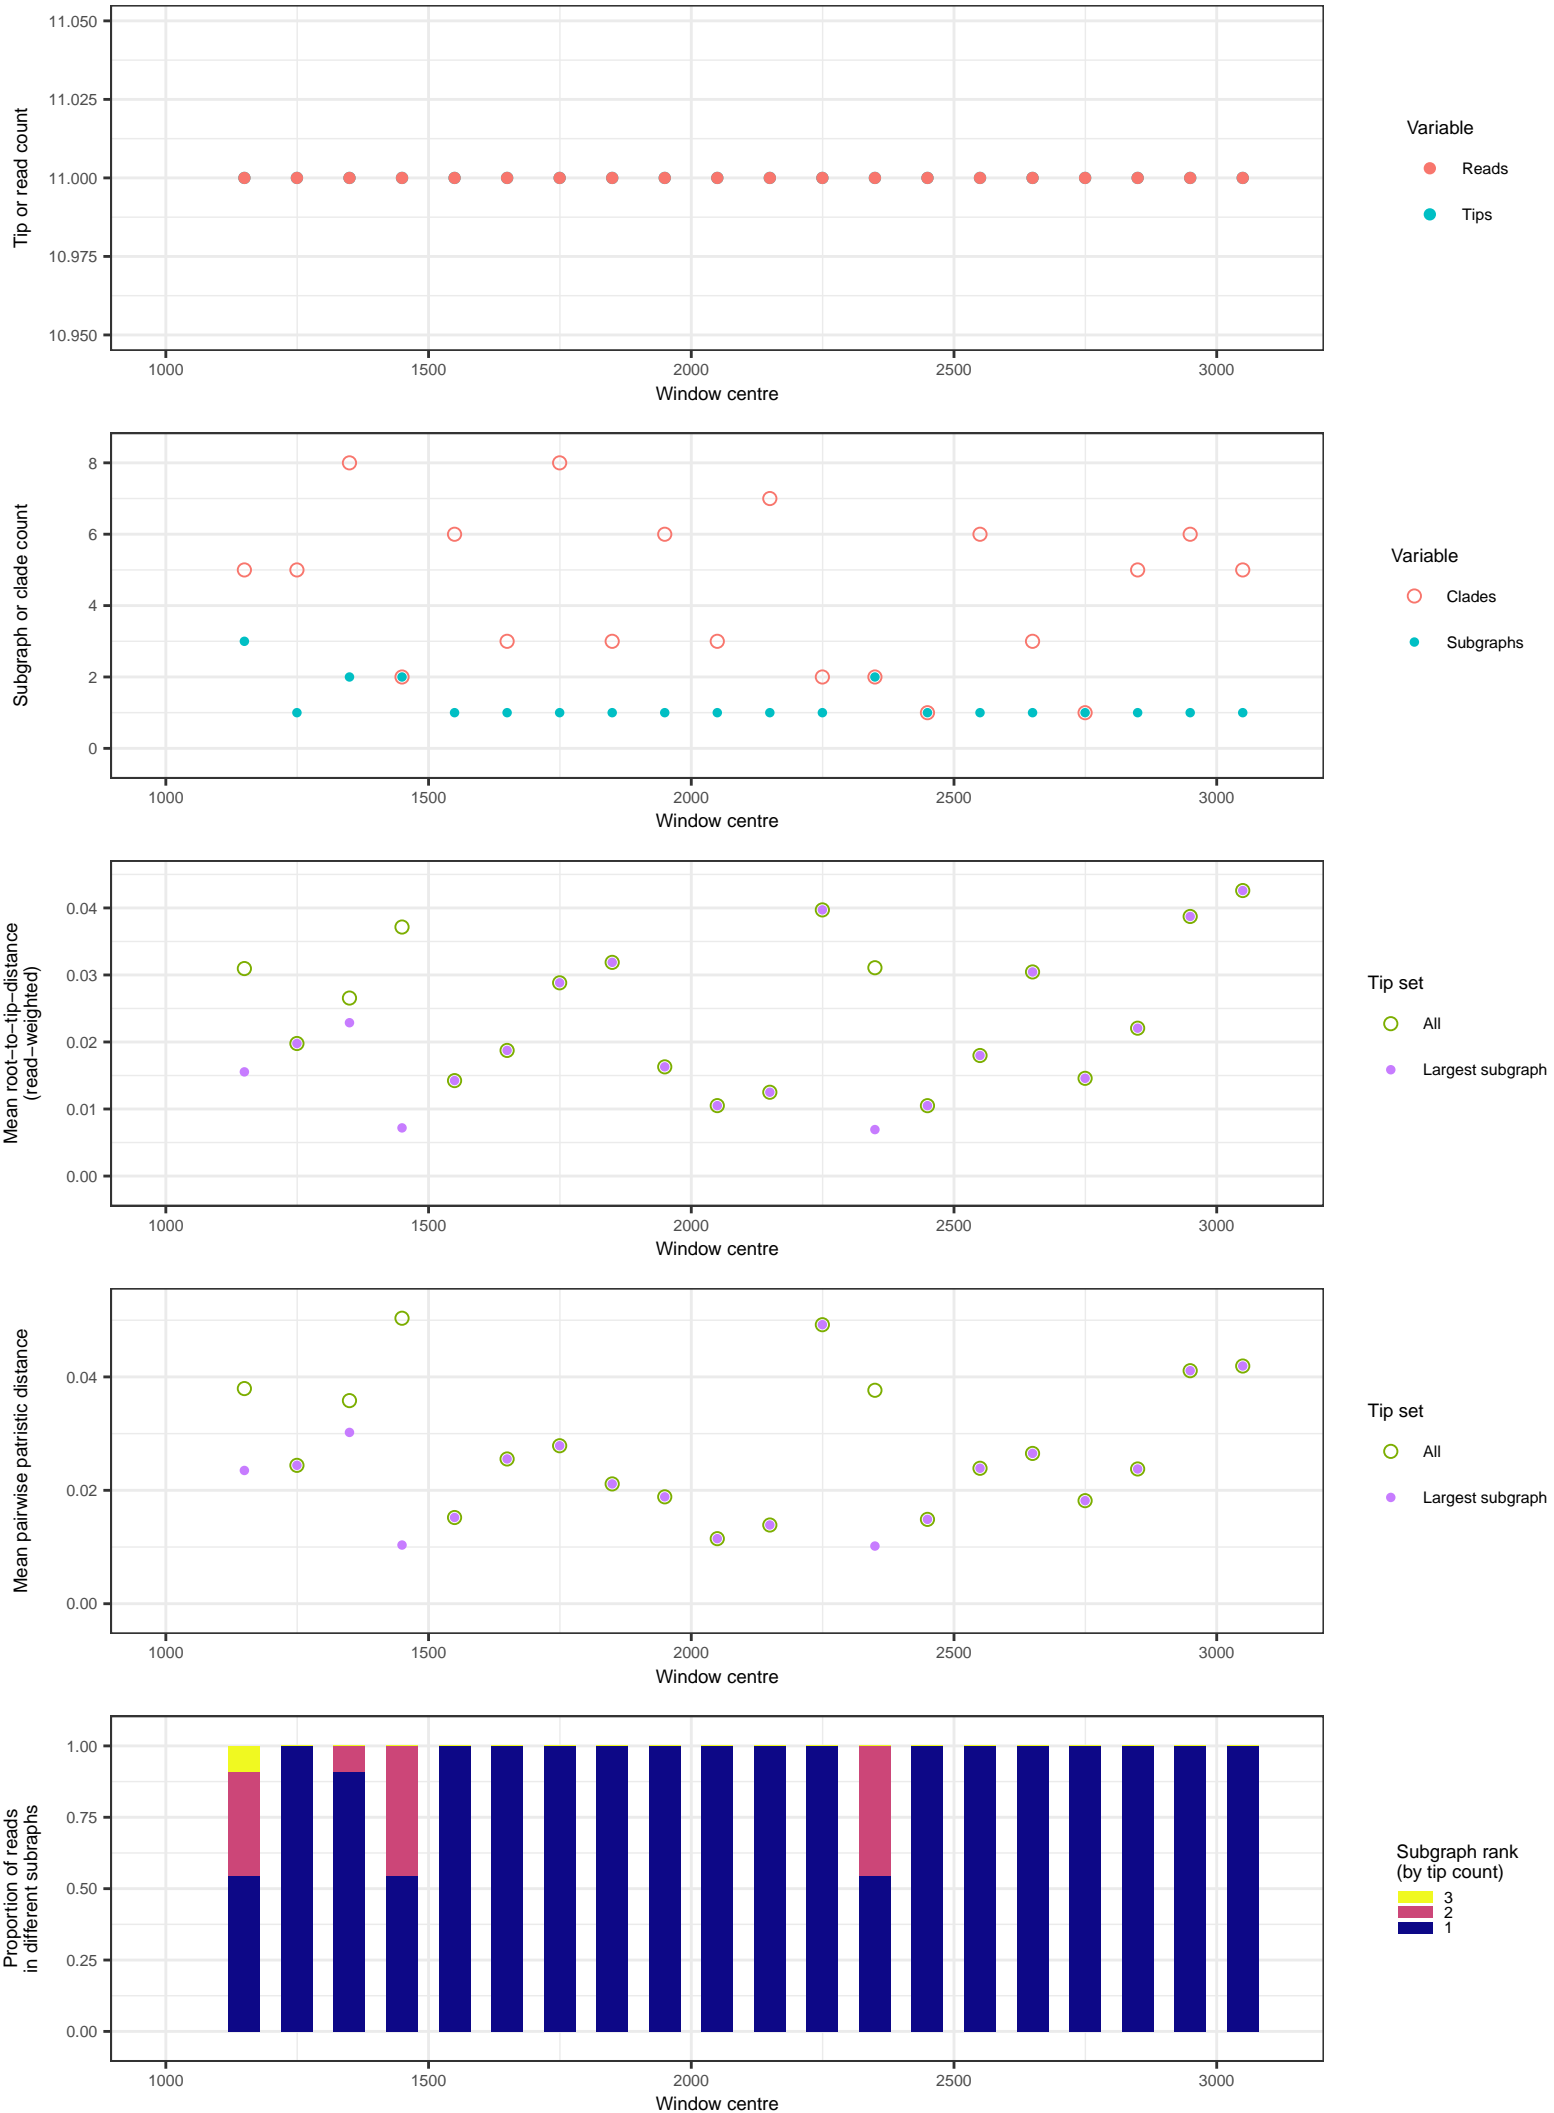 11.050
11.025
11.000
10.975
10.950
Tip or read count
1000 1500 2000 2500 3000
Window centre
Variable
Reads
Tips
8
6
4
2
0
Subgraph or clade count
1000 1500 2000 2500 3000
Window centre
Variable
Clades
Subgraphs
0.04
0.03
0.02
0.01
0.00
Mean root−to−tip−distance
(read−weighted)
1000 1500 2000 2500 3000
Window centre
Tip set
All
Largest subgraph
0.04
0.02
0.00
Mean pairwise patristic distance
1000 1500 2000 2500 3000
Window centre
Tip set
All
Largest subgraph
1.00
0.75
0.50
0.25
0.00
Proportion of reads
in different subraphs
1000 1500 2000 2500 3000
Window centre
Subgraph rank
(by tip count)
3
2
1